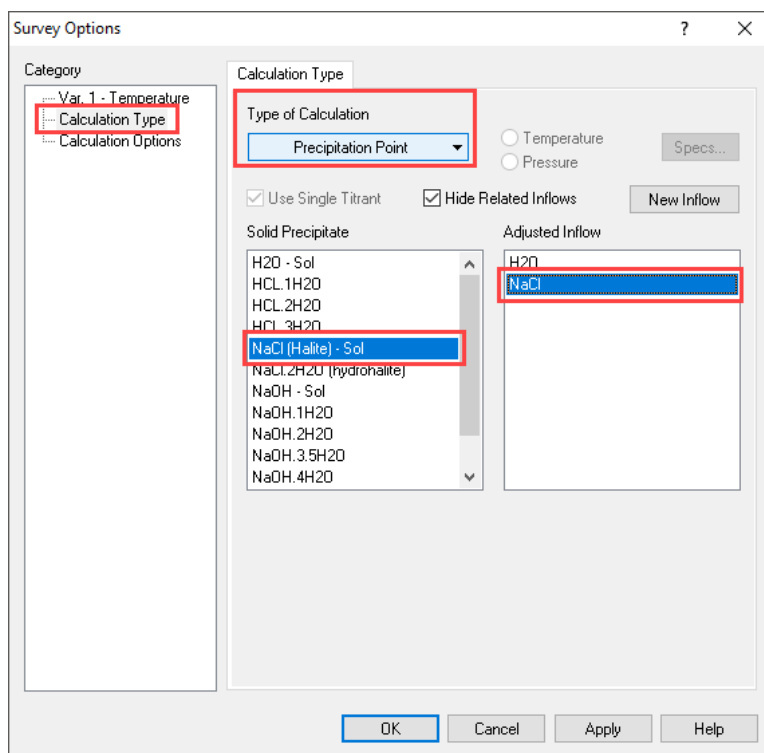 Survey Options
?
Category
Var. 1 - Temperature
Calculation Type
Calculation Options
Calculation Type
Type of Calculation
Precipitation Point
Temperature
Pressure
Specs...
Use Single Titrant
Hide Related Inflows
New Inflow
Solid Precipitate
H2O - Sol
HCL.1H2O
HCL.2H2O
HCL.3H2O
NaCl (Halite) - Sol
NaCl.2H2O (hydrohalite)
NaOH - Sol
NaOH.1H2O
NaOH.2H2O
NaOH.3.5H2O
NaOH.4H2O
Adjusted Inflow
H2O
NaCl
OK
Cancel
Apply
Help